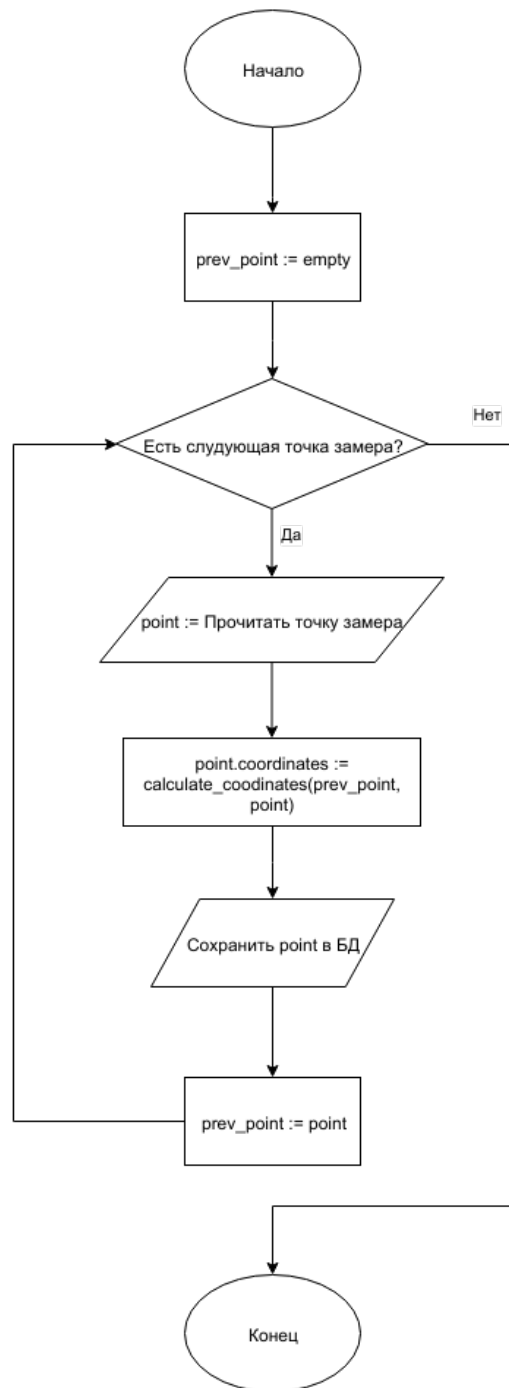 Начало
prev_point := empty
Есть слудующая точка замера?
Нет
Да
point := Прочитать точку замера
point.coordinates :=
calculate_coodinates(prev_point,
point)
Сохранить point в БД
prev_point := point
Конец